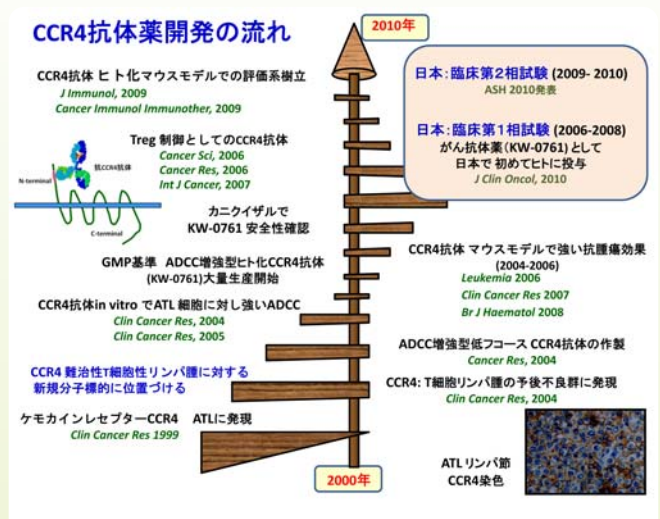 CCR4抗体薬開発の流れ
2010年
CCR4抗体 ヒト化マウスモデルでの評価系樹立
J Immunol, 2009
Cancer Immunol Immunother, 2009
日本：臨床第2相試験 (2009- 2010)
ASH 2010発表
日本：臨床第1相試験 (2006-2008)
がん抗体薬(KW-0761)として
日本で 初めてヒトに投与
J Clin Oncol, 2010
Treg 制御としてのCCR4抗体
Cancer Sci, 2006
Cancer Res, 2006
Int J Cancer, 2007
抗CCR4抗体
N-terminal
C-terminal
カニクイザルで
KW-0761 安全性確認
CCR4抗体 マウスモデルで強い抗腫瘍効果
(2004-2006)
Leukemia 2006
Clin Cancer Res 2007
Br J Haematol 2008
GMP基準 ADCC増強型ヒト化CCR4抗体
(KW-0761)大量生産開始
CCR4抗体in vitro でATL 細胞に対し強いADCC
Clin Cancer Res, 2004
Clin Cancer Res, 2005
ADCC増強型低フコース CCR4抗体の作製
Cancer Res, 2004
CCR4 難治性T細胞性リンパ腫に対する
新規分子標的に位置づける
CCR4: T細胞リンパ腫の予後不良群に発現
Clin Cancer Res, 2004
ケモカインレセプターCCR4 ATLに発現
Clin Cancer Res 1999
ATL リンパ節
CCR4染色
2000年